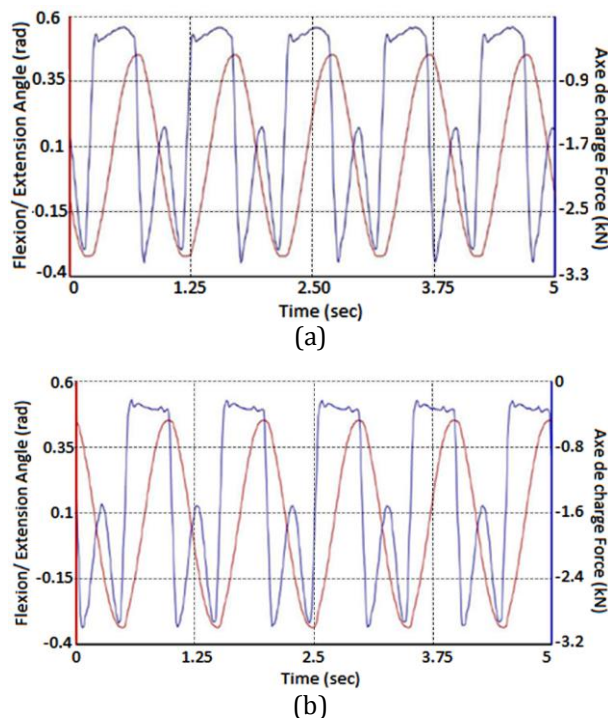 0.6
0.35
0.1
-0.15
-0.4
Flexion/ Extension Angle (rad)
-0.9
-1.7
-2.5
-3.3
Axe de charge Force (kN)
0 1.25 2.50 3.75 5
Time (sec)
(a)
0.6
0.35
0.1
-0.15
-0.4
Flexion/ Extension Angle (rad)
0
-0.8
-1.6
-2.4
-3.2
Axe de charge Force (kN)
0 1.25 2.5 3.75 5
Time (sec)
(b)